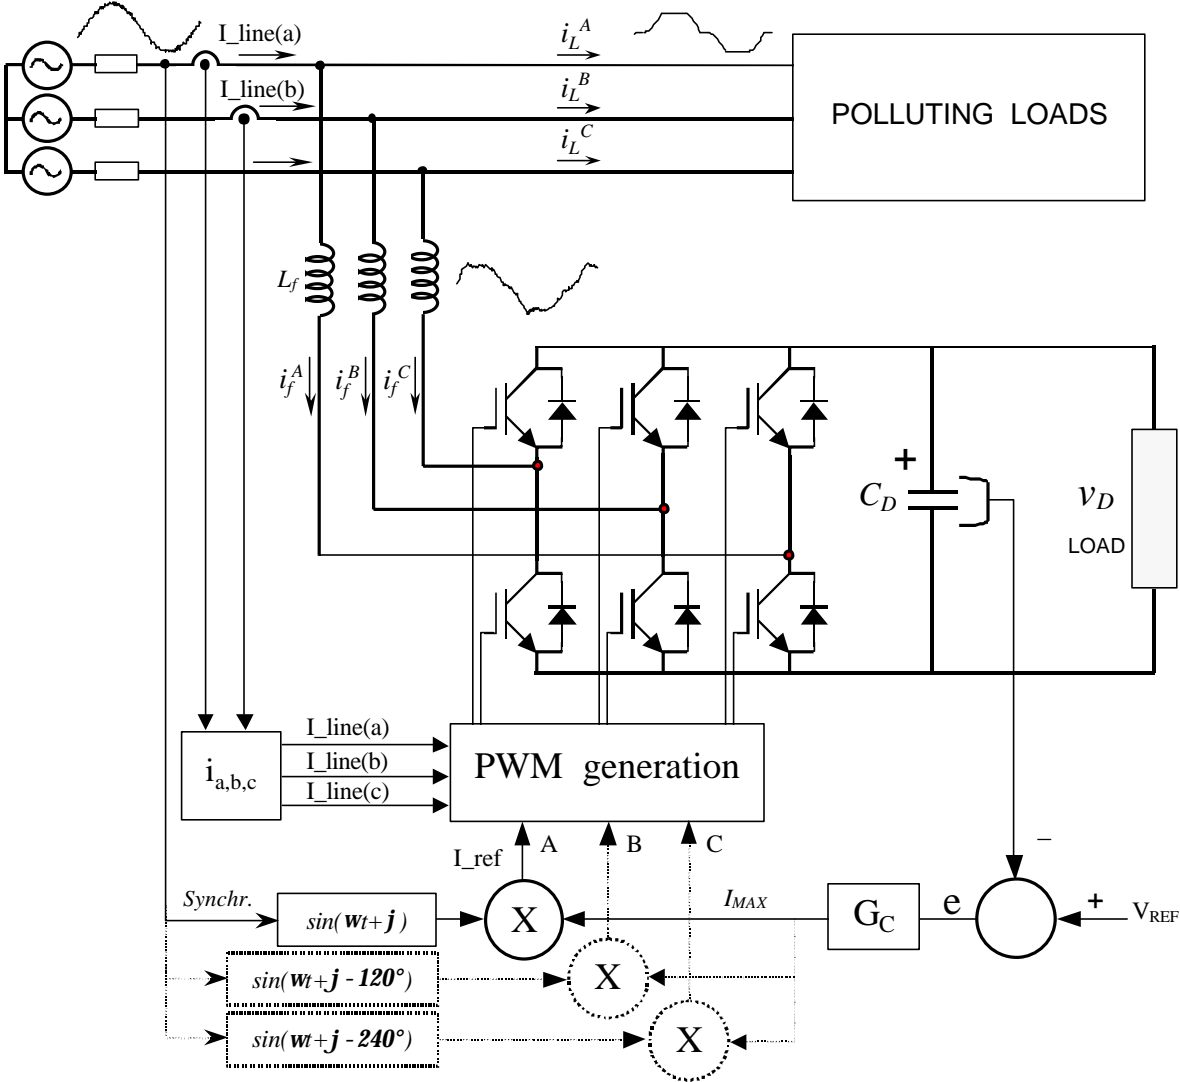 I_line(a)
i_L^A
I_line(b)
i_L^B
i_L^C
POLLUTING LOADS
L_f
i_f^A
i_f^B
i_f^C
+
C_D
v_D
LOAD
I_line(a)
i_a,b,c
I_line(b)
I_line(c)
PWM generation
A
B
C
I_ref
−
Synchr.
sin(wt+j)
X
I_MAX
G_C
e
+
V_REF
sin(wt+j - 120°)
X
sin(wt+j - 240°)
X